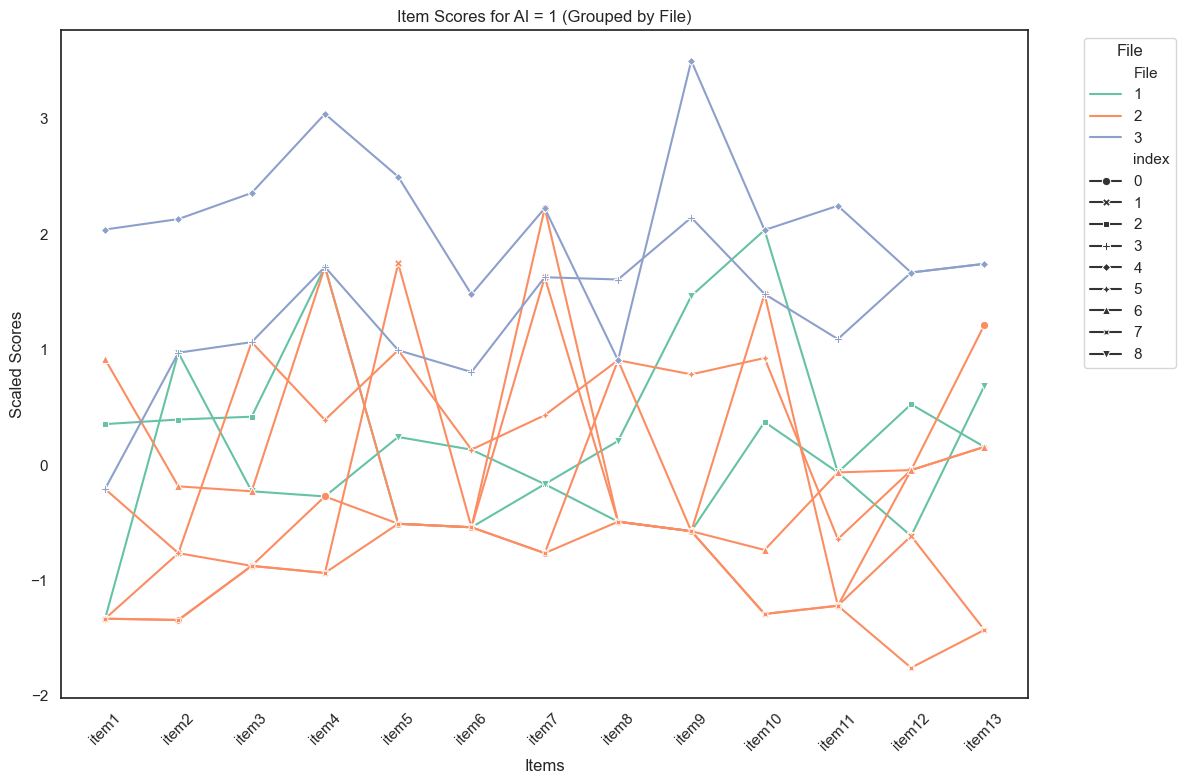 Item Scores for AI = 1 (Grouped by File)
Scaled Scores
3
2
1
0
−1
−2
item1
item2
item3
item4
item5
item6
item7
item8
item9
item10
item11
item12
item13
Items
File
File
1
2
3
index
0
1
2
3
4
5
6
7
8